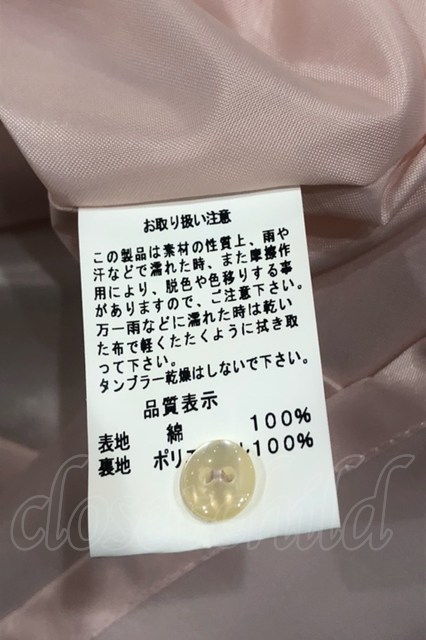 お取り扱い注意
この製品は素材の性質上、雨や
汗などで濡れた時、また摩擦作
用により、脱色や色移りする事
がありますので、ご注意下さい。
万一雨などに濡れた時は乾い
た布で軽くたたくように拭き取
って下さい。
タンブラー乾燥はしないで下さい。
品質表示
表地 綿 100%
裏地 ポリ 100%
closet child